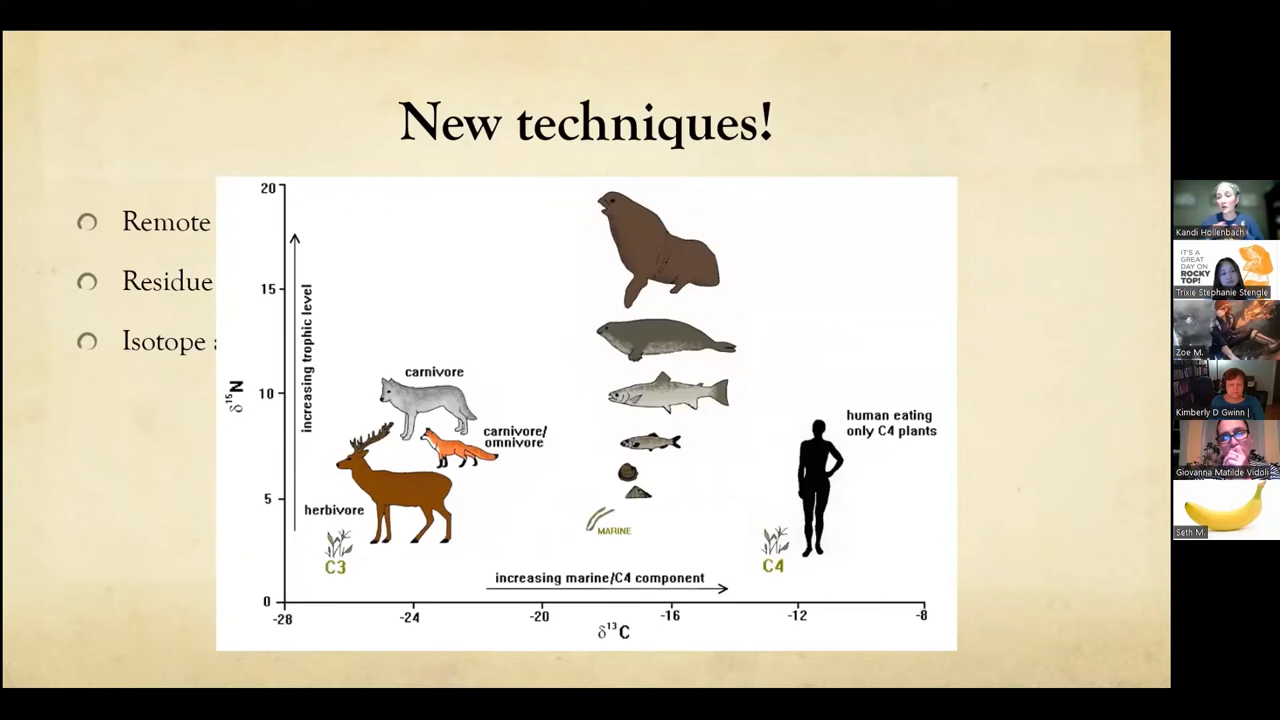 New techniques!
Remote
Residue
Isotope a
20
15
10
5
0
δ15N
increasing trophic level
carnivore
carnivore/
omnivore
herbivore
C3
MARINE
human eating
only C4 plants
C4
increasing marine/C4 component
-28
-24
-20
-16
-12
-8
δ13C
Kandi Hollenbach
IT'S A
GREAT
DAY ON
ROCKY
TOP!
Trixie Stephanie Stengle
Zoe M.
Kimberly D Gwinn |
Giovanna Matilde Vidoli
Seth M.